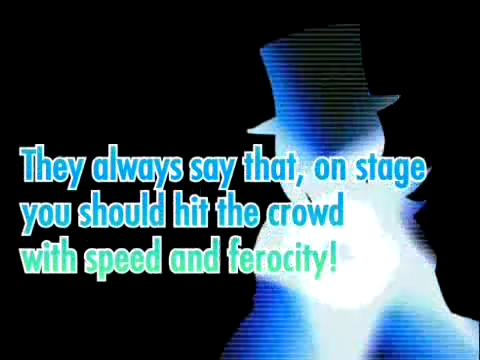 They always say that, on stage
you should hit the crowd
with speed and ferocity!